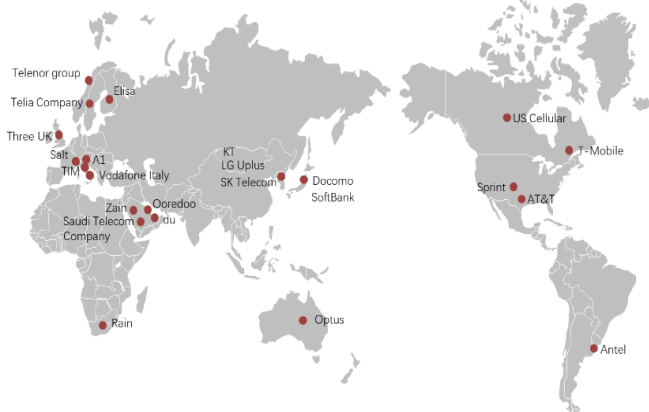 Telenor group
Elisa
Telia Company
US Cellular
Three UK
Salt
A1
TIM
Vodafone Italy
KT
LG Uplus
SK Telecom
Docomo
SoftBank
T-Mobile
Sprint
AT&T
Zain
Ooredoo
Saudi Telecom
Company
du
Rain
Optus
Antel